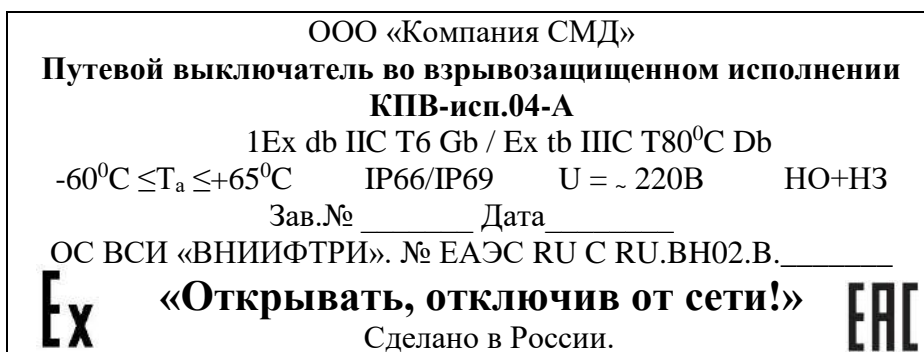 ООО «Компания СМД»
Путевой выключатель во взрывозащищенном исполнении
КПВ-исп.04-А
1Ex db IIC T6 Gb / Ex tb IIIC T80⁰C Db
-60⁰C ≤Tₐ ≤+65⁰C IP66/IP69 U = ~ 220В НО+НЗ
Зав.№ _______ Дата________
ОС ВСИ «ВНИИФТРИ». № ЕАЭС RU C RU.ВН02.В._______
Ex «Открывать, отключив от сети!» EAC
Сделано в России.